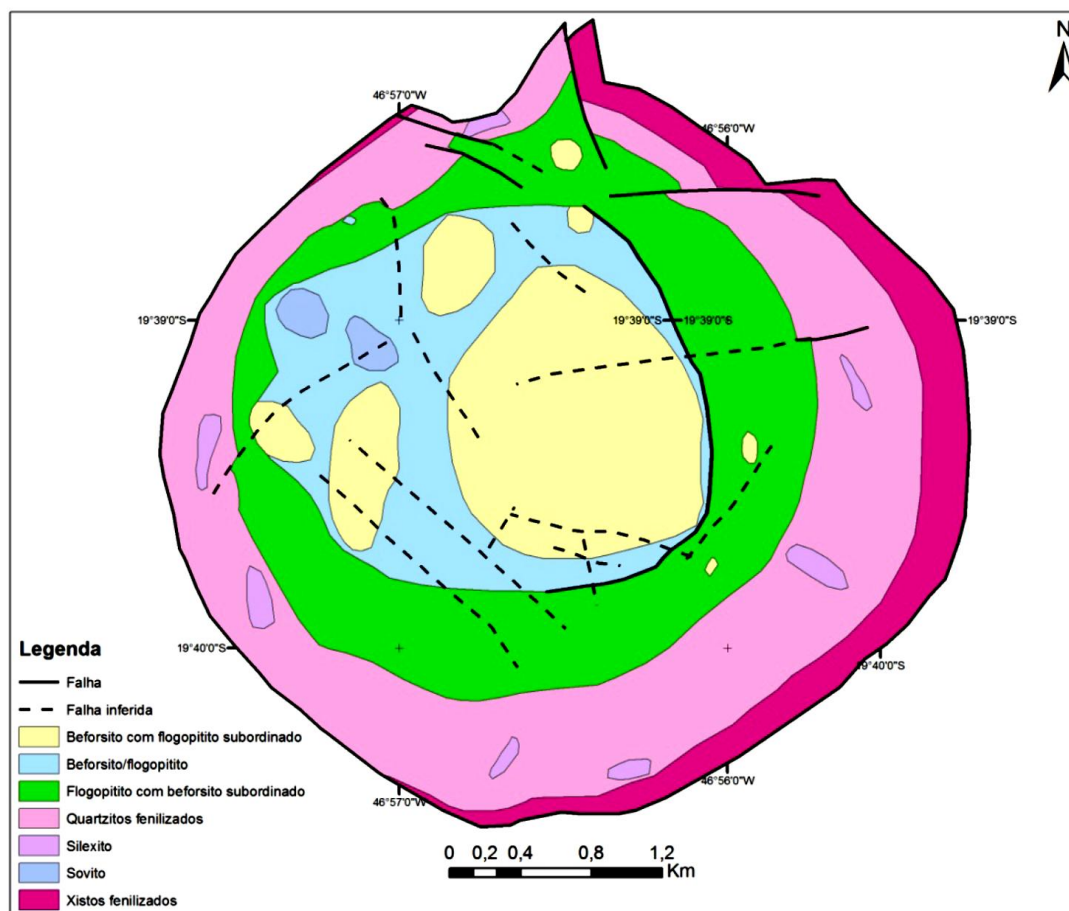 N
46°57'0"W
46°56'0"W
19°39'0"S
19°39'0"S
19°39'0"S
19°39'0"S
19°40'0"S
19°40'0"S
46°57'0"W
46°56'0"W
Legenda
Falha
Falha inferida
Beforsito com flogopitito subordinado
Beforsito/flogopitito
Flogopitito com beforsito subordinado
Quartzitos fenilizados
Silexito
Sovito
Xistos fenilizados
0 0,2 0,4 0,8 1,2
Km